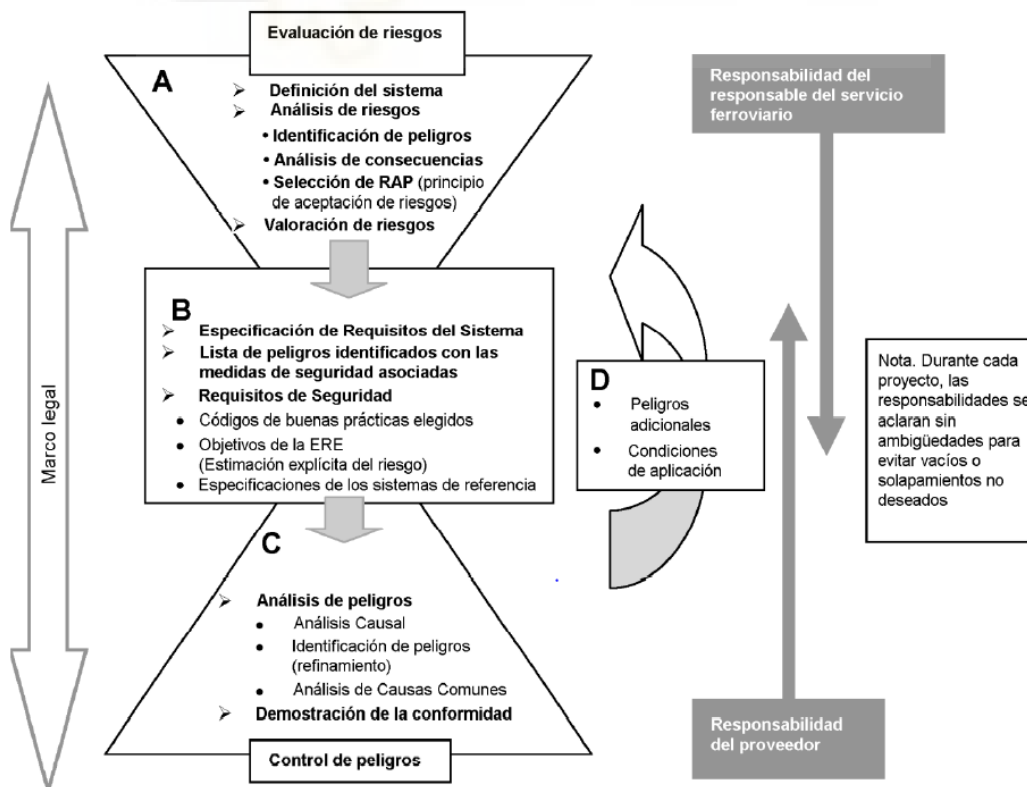 Evaluación de riesgos
A
➢ Definición del sistema
➢ Análisis de riesgos
• Identificación de peligros
• Análisis de consecuencias
• Selección de RAP (principio
de aceptación de riesgos)
➢ Valoración de riesgos
B
➢ Especificación de Requisitos del Sistema
➢ Lista de peligros identificados con las
medidas de seguridad asociadas
➢ Requisitos de Seguridad
• Códigos de buenas prácticas elegidos
• Objetivos de la ERE
(Estimación explícita del riesgo)
• Especificaciones de los sistemas de referencia
C
➢ Análisis de peligros
• Análisis Causal
• Identificación de peligros
(refinamiento)
• Análisis de Causas Comunes
➢ Demostración de la conformidad
Control de peligros
Marco legal
D
• Peligros
adicionales
• Condiciones
de aplicación
Responsabilidad del
responsable del servicio
ferroviario
Nota. Durante cada
proyecto, las
responsabilidades se
aclaran sin
ambigüedades para
evitar vacíos o
solapamientos no
deseados
Responsabilidad
del proveedor